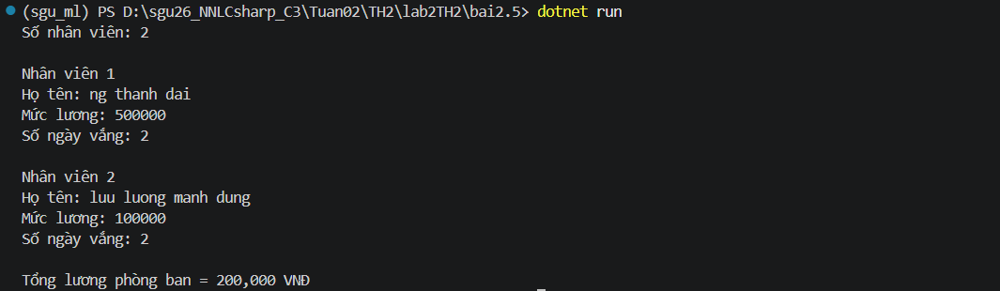 (sgu_ml) PS D:\sgu26_NNLCsharp_C3\Tuan02\TH2\lab2TH2\bai2.5> dotnet run
Số nhân viên: 2
Nhân viên 1
Họ tên: ng thanh dai
Mức lương: 500000
Số ngày vắng: 2
Nhân viên 2
Họ tên: luu luong manh dung
Mức lương: 100000
Số ngày vắng: 2
Tổng lương phòng ban = 200,000 VNĐ